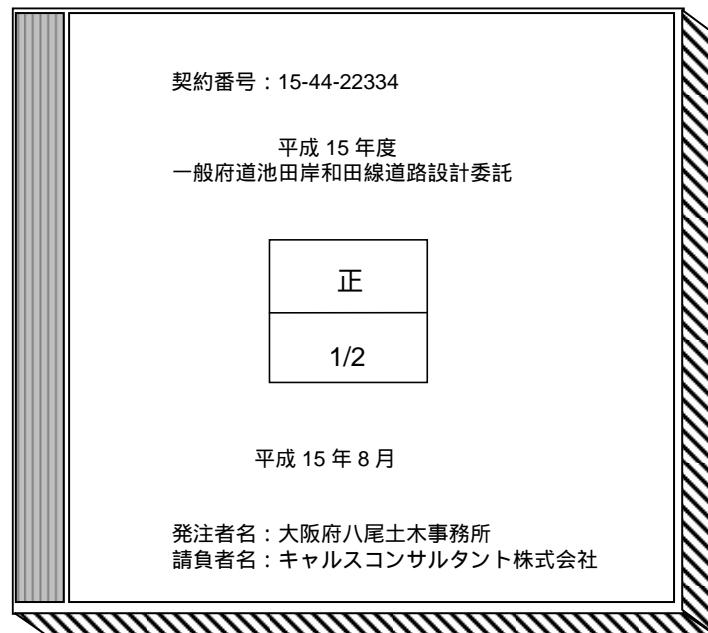 契約番号：15-44-22334
平成 15 年度
一般府道池田岸和田線道路設計委託
正
1/2
平成 15 年 8 月
発注者名：大阪府八尾土木事務所
請負者名：キャルスコンサルタント株式会社